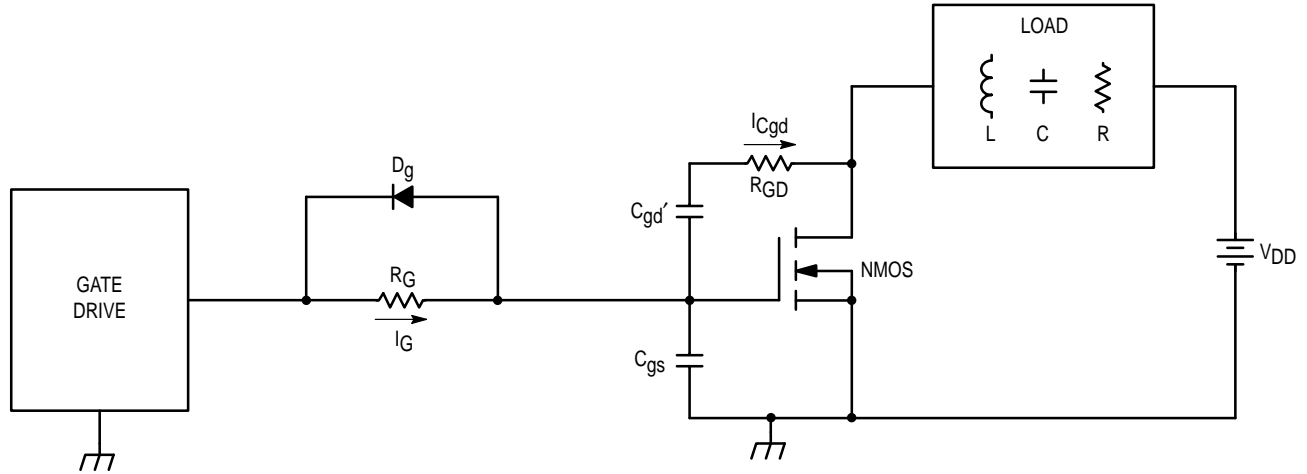 LOAD
L C R
ICgd
RGD
Dg
Cgd′
NMOS
VDD
GATE
DRIVE
RG
IG
Cgs